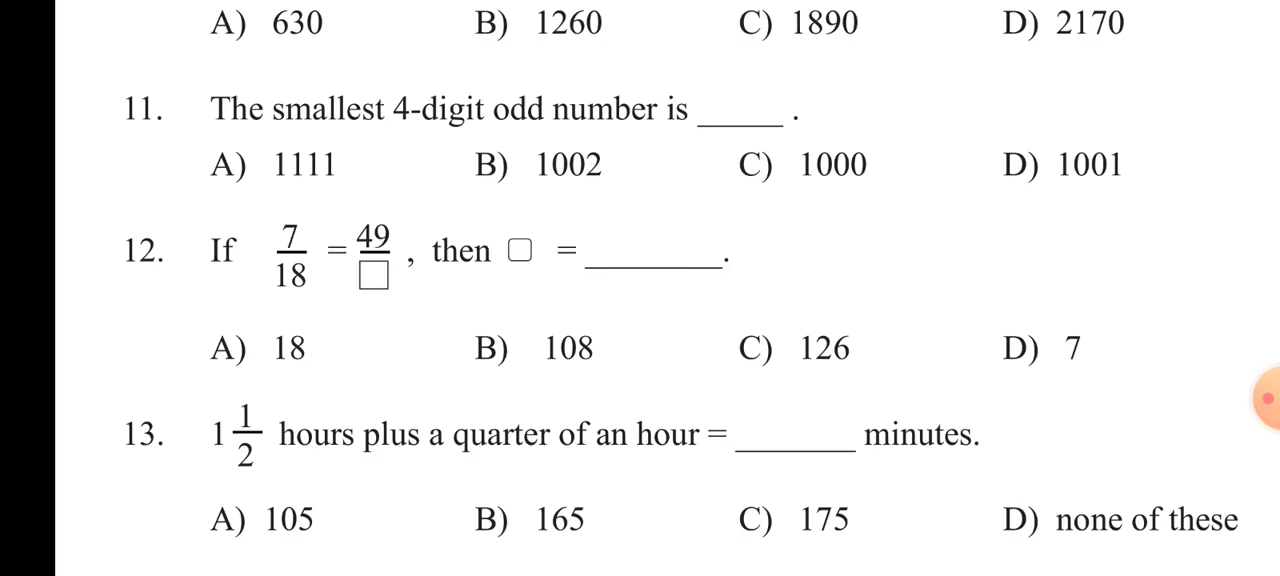 A) 630 B) 1260 C) 1890 D) 2170
11. The smallest 4-digit odd number is _____ .
A) 1111 B) 1002 C) 1000 D) 1001
12. If 7/18 = 49/□ , then □ = ________.
A) 18 B) 108 C) 126 D) 7
13. 1 1/2 hours plus a quarter of an hour = _______ minutes.
A) 105 B) 165 C) 175 D) none of these